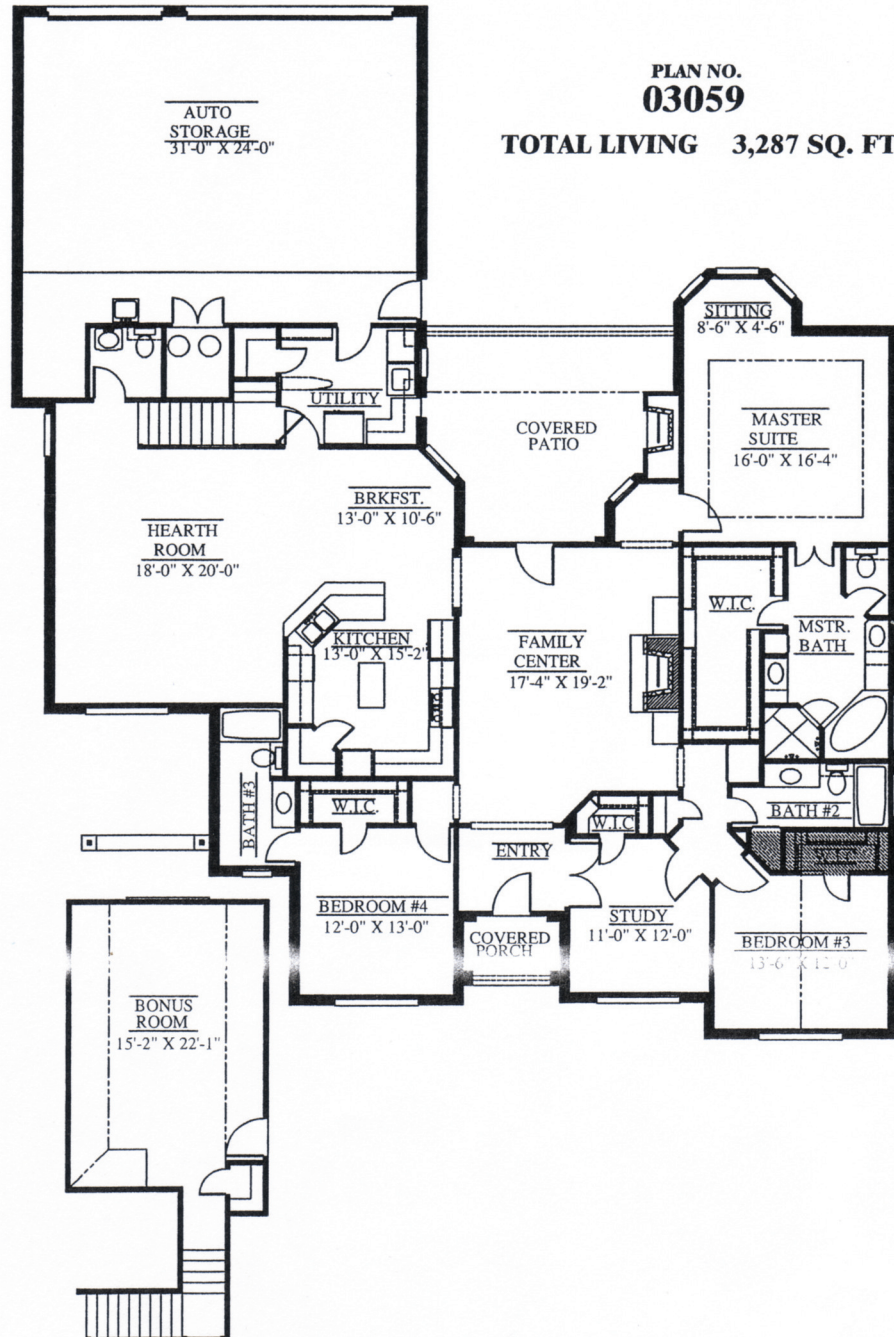 PLAN NO.
03059
TOTAL LIVING 3,287 SQ. FT
AUTO
STORAGE
31'-0" X 24'-0"
SITTING
8'-6" X 4'-6"
UTILITY
COVERED
PATIO
MASTER
SUITE
16'-0" X 16'-4"
BRKFST.
13'-0" X 10'-6"
HEARTH
ROOM
18'-0" X 20'-0"
W.I.C.
MSTR.
BATH
KITCHEN
13'-0" X 15'-2"
FAMILY
CENTER
17'-4" X 19'-2"
BATH #3
W.I.C.
W.I.C
BATH #2
ENTRY
W.I.C.
BEDROOM #4
12'-0" X 13'-0"
STUDY
11'-0" X 12'-0"
COVERED
PORCH
BEDROOM #3
13'-6" X 12'-0"
BONUS
ROOM
15'-2" X 22'-1"